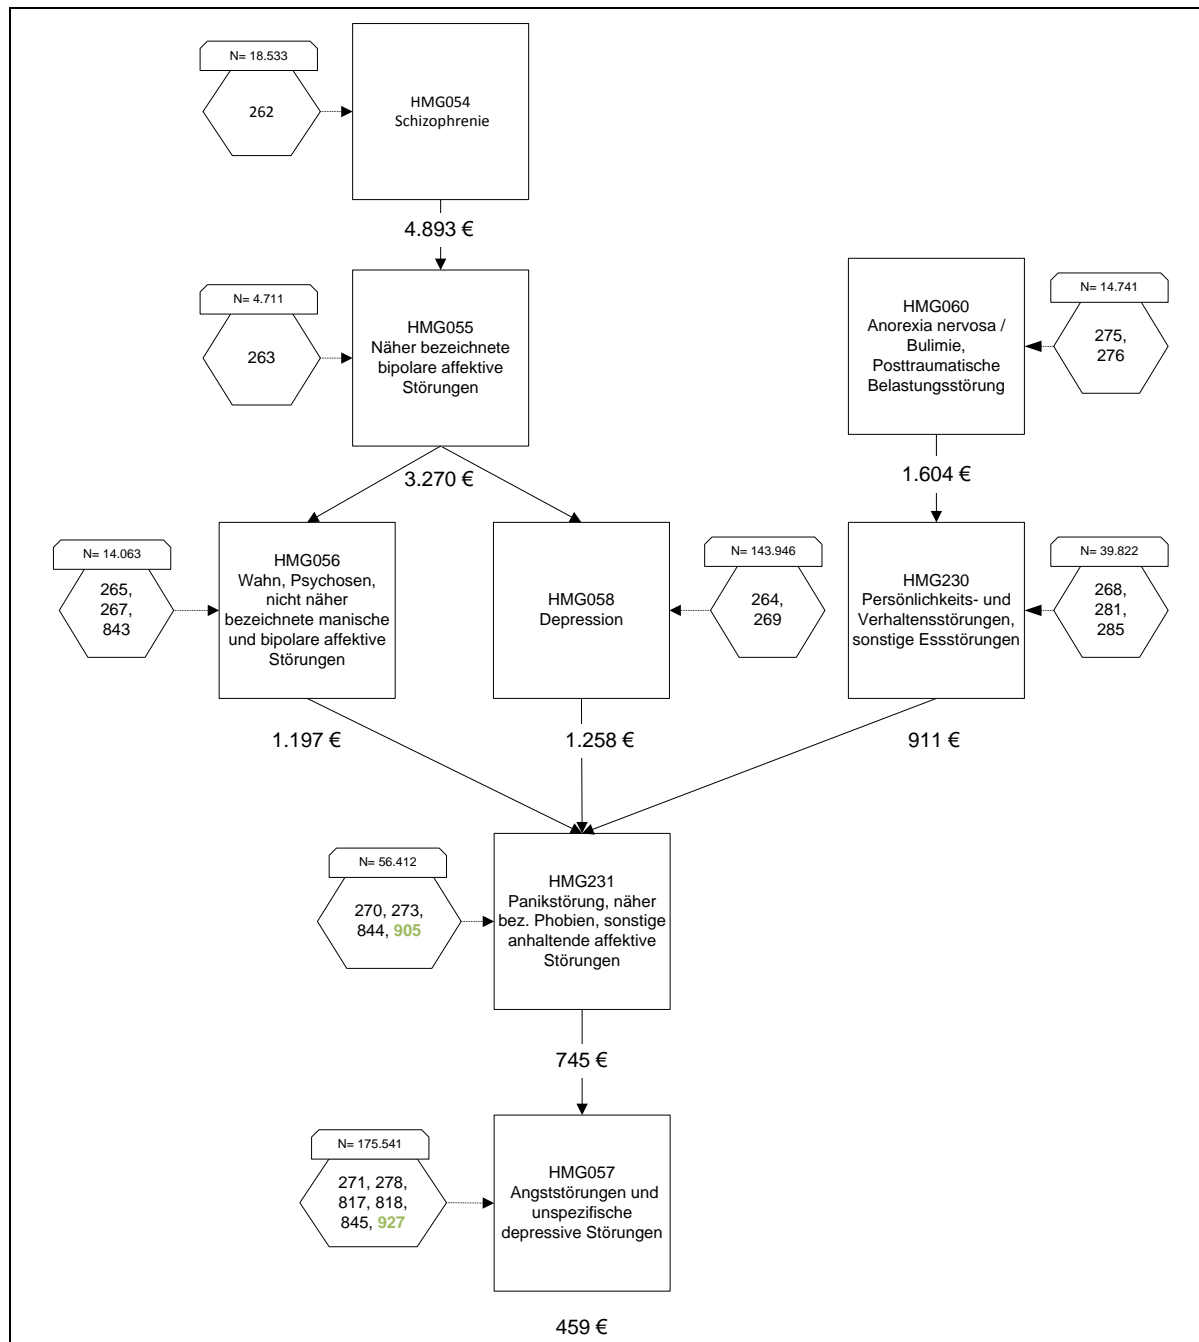 N= 18.533
262
HMG054
Schizophrenie
4.893 €
N= 4.711
263
HMG055
Näher bezeichnete
bipolare affektive
Störungen
HMG060
Anorexia nervosa /
Bulimie,
Posttraumatische
Belastungsstörung
N= 14.741
275,
276
3.270 €
1.604 €
N= 14.063
265,
267,
843
HMG056
Wahn, Psychosen,
nicht näher
bezeichnete manische
und bipolare affektive
Störungen
HMG058
Depression
N= 143.946
264,
269
HMG230
Persönlichkeits- und
Verhaltensstörungen,
sonstige Essstörungen
N= 39.822
268,
281,
285
1.197 €
1.258 €
911 €
N= 56.412
270, 273,
844, 905
HMG231
Panikstörung, näher
bez. Phobien, sonstige
anhaltende affektive
Störungen
745 €
N= 175.541
271, 278,
817, 818,
845, 927
HMG057
Angststörungen und
unspezifische
depressive Störungen
459 €